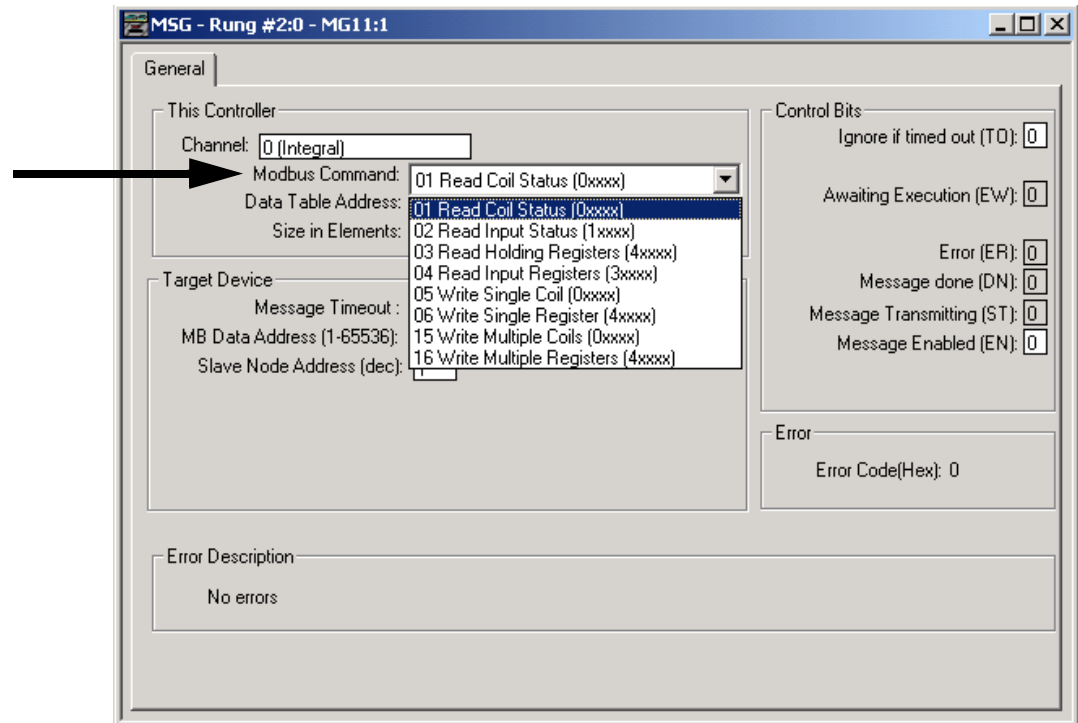 MSG - Rung #2:0 - MG11:1
General
This Controller
Channel: 0 (Integral)
Modbus Command: 01 Read Coil Status (0xxxx)
Data Table Address:
Size in Elements:
01 Read Coil Status (0xxxx)
02 Read Input Status (1xxxx)
03 Read Holding Registers (4xxxx)
04 Read Input Registers (3xxxx)
05 Write Single Coil (0xxxx)
06 Write Single Register (4xxxx)
15 Write Multiple Coils (0xxxx)
16 Write Multiple Registers (4xxxx)
Target Device
Message Timeout :
MB Data Address (1-65536):
Slave Node Address (dec):
Control Bits
Ignore if timed out (TO): 0
Awaiting Execution (EW): 0
Error (ER): 0
Message done (DN): 0
Message Transmitting (ST): 0
Message Enabled (EN): 0
Error
Error Code(Hex): 0
Error Description
No errors